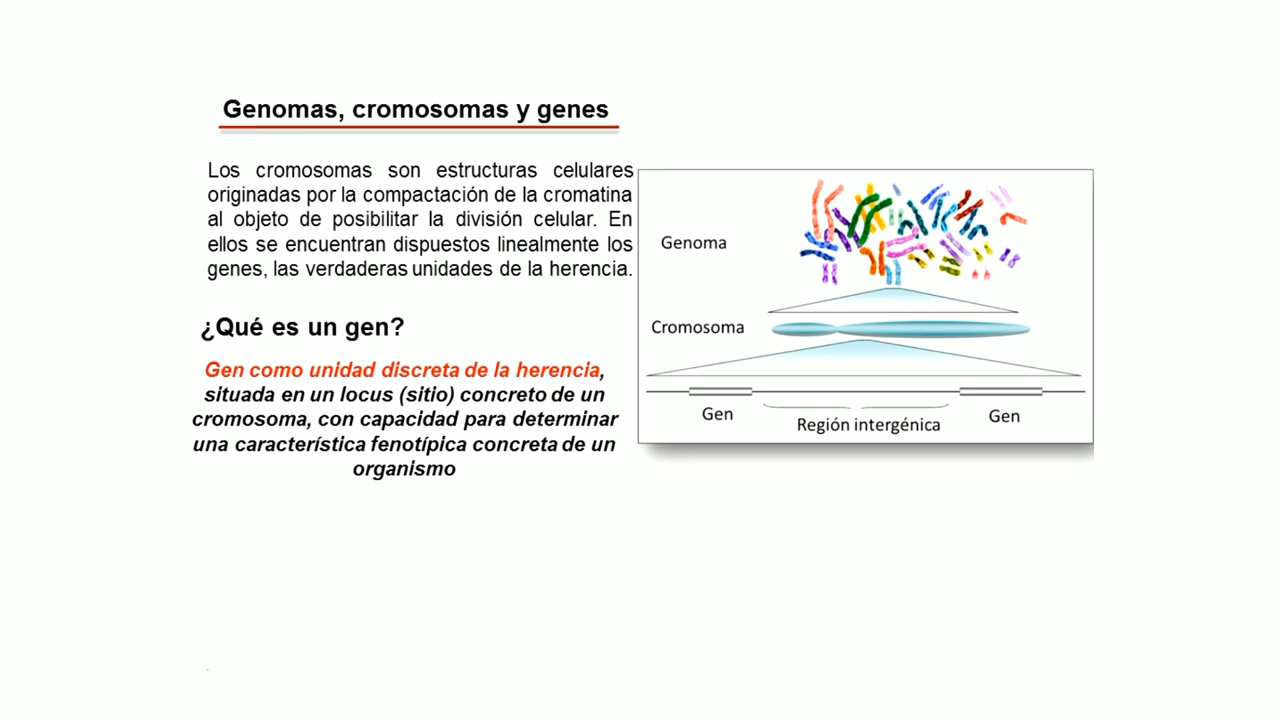 Genomas, cromosomas y genes
Los cromosomas son estructuras celulares
originadas por la compactación de la cromatina
al objeto de posibilitar la división celular. En
ellos se encuentran dispuestos linealmente los
genes, las verdaderas unidades de la herencia.
¿Qué es un gen?
Gen como unidad discreta de la herencia,
situada en un locus (sitio) concreto de un
cromosoma, con capacidad para determinar
una característica fenotípica concreta de un
organismo
Genoma
Cromosoma
Gen
Región intergénica
Gen